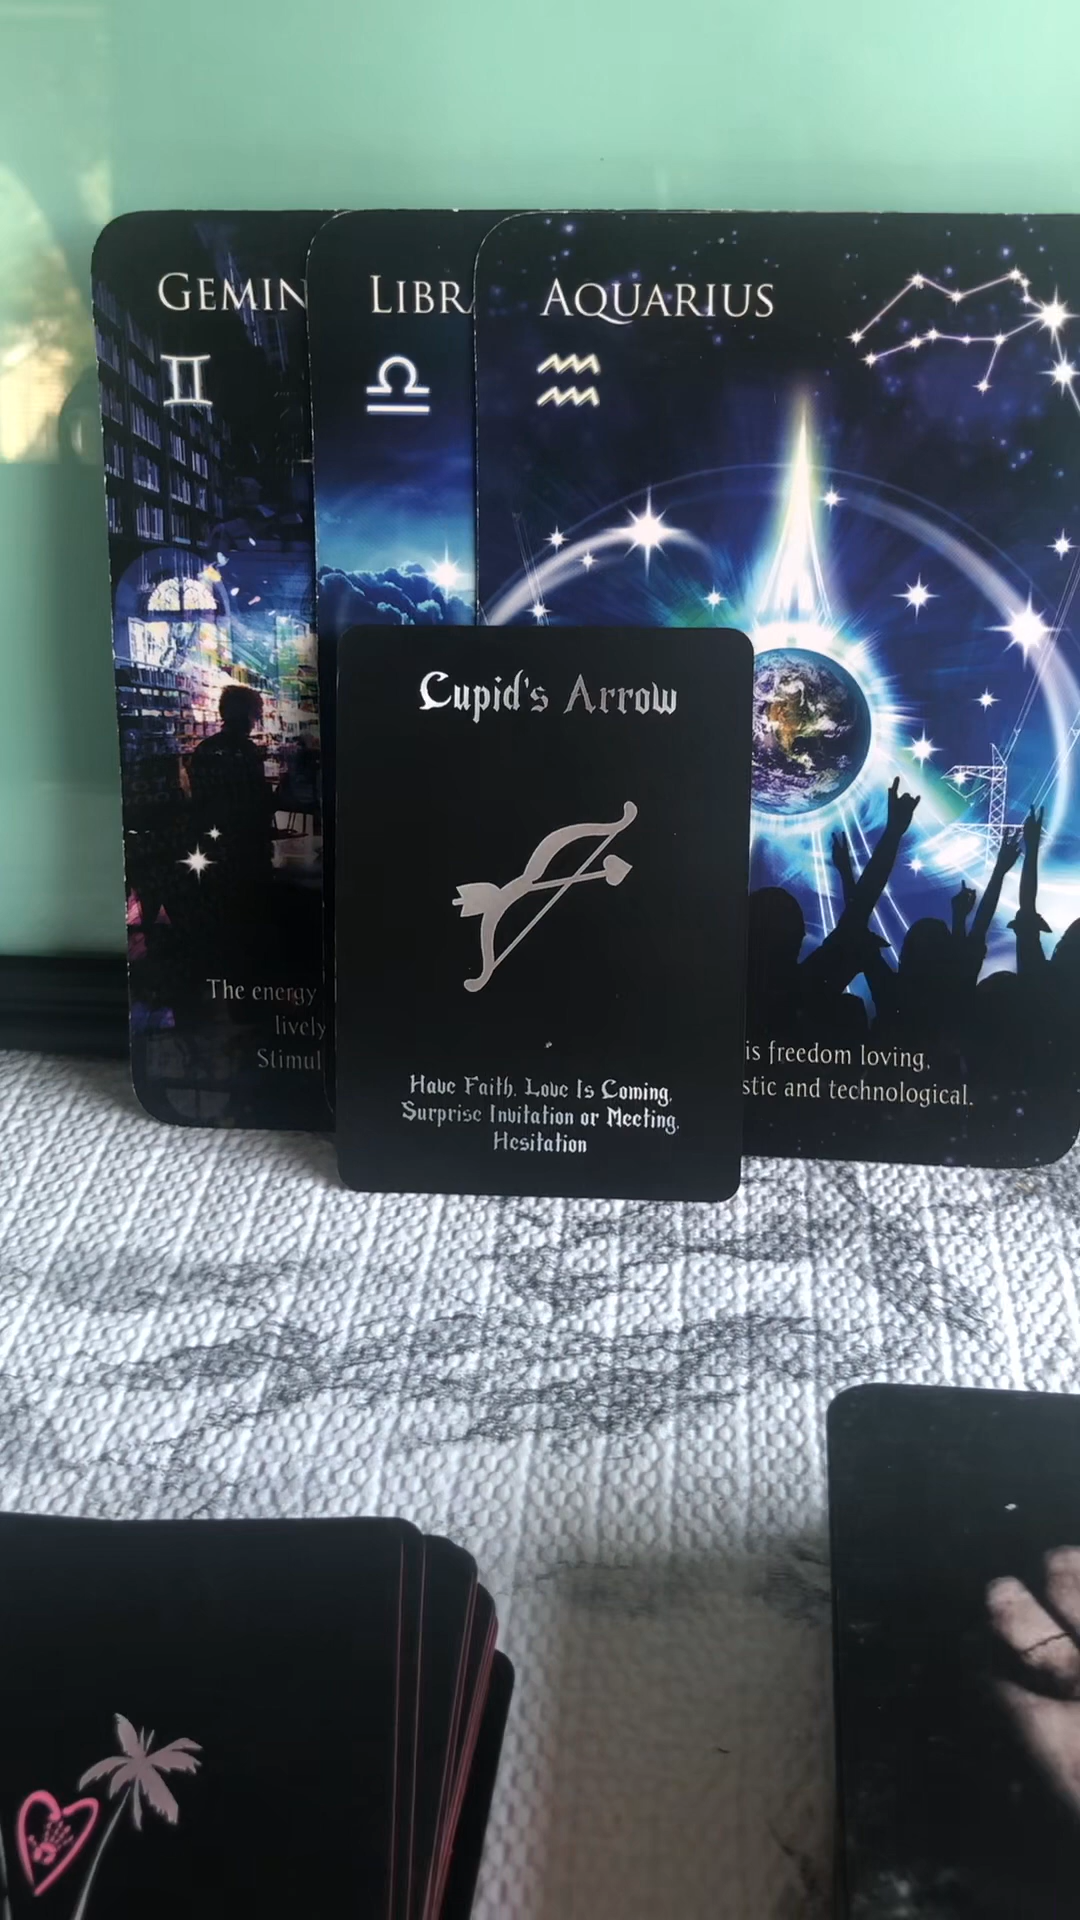 GEMIN
LIBRA
AQUARIUS
Cupid's Arrow
The energy
lively
Stimul
is freedom loving,
stic and technological.
Have Faith. Love Is Coming.
Surprise Invitation or Meeting.
Hesitation